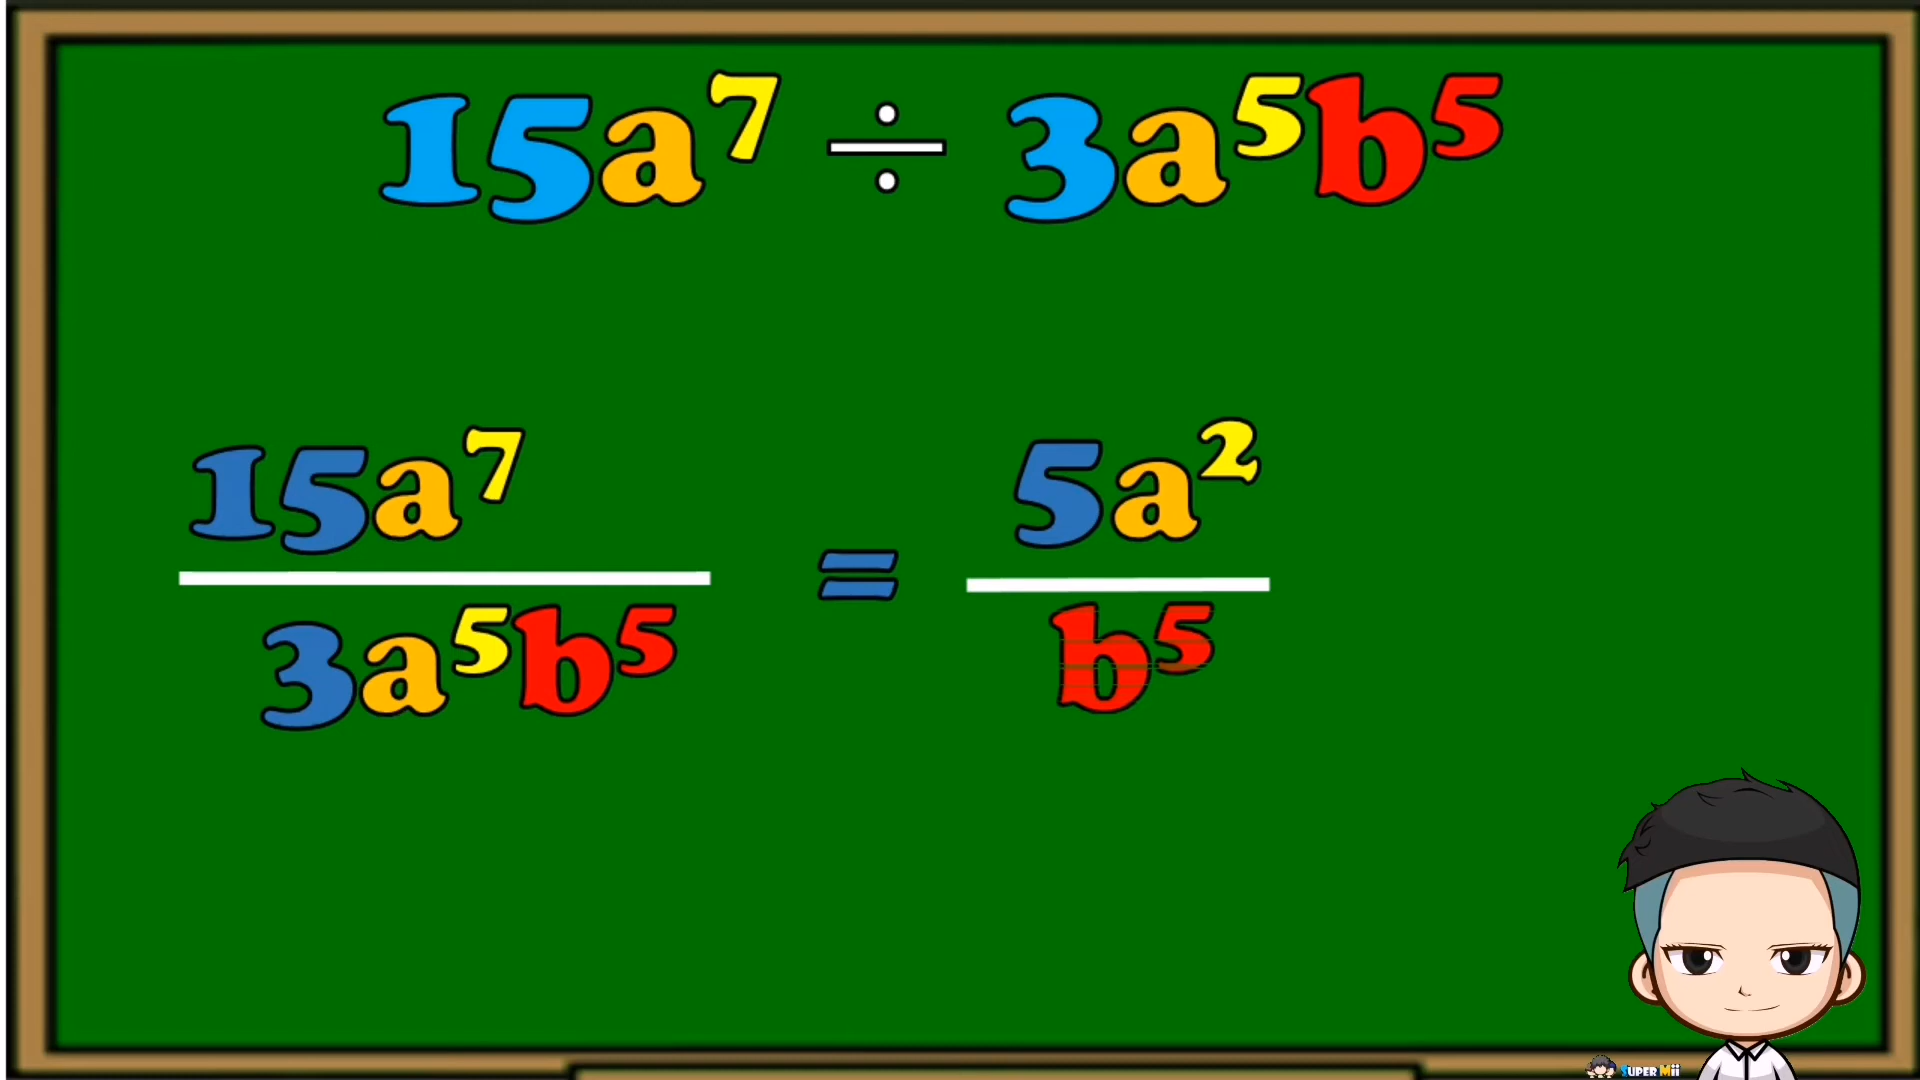 15a⁷ ÷ 3a⁵b⁵
15a⁷ / 3a⁵b⁵ = 5a² / b⁵
SUPER Mii